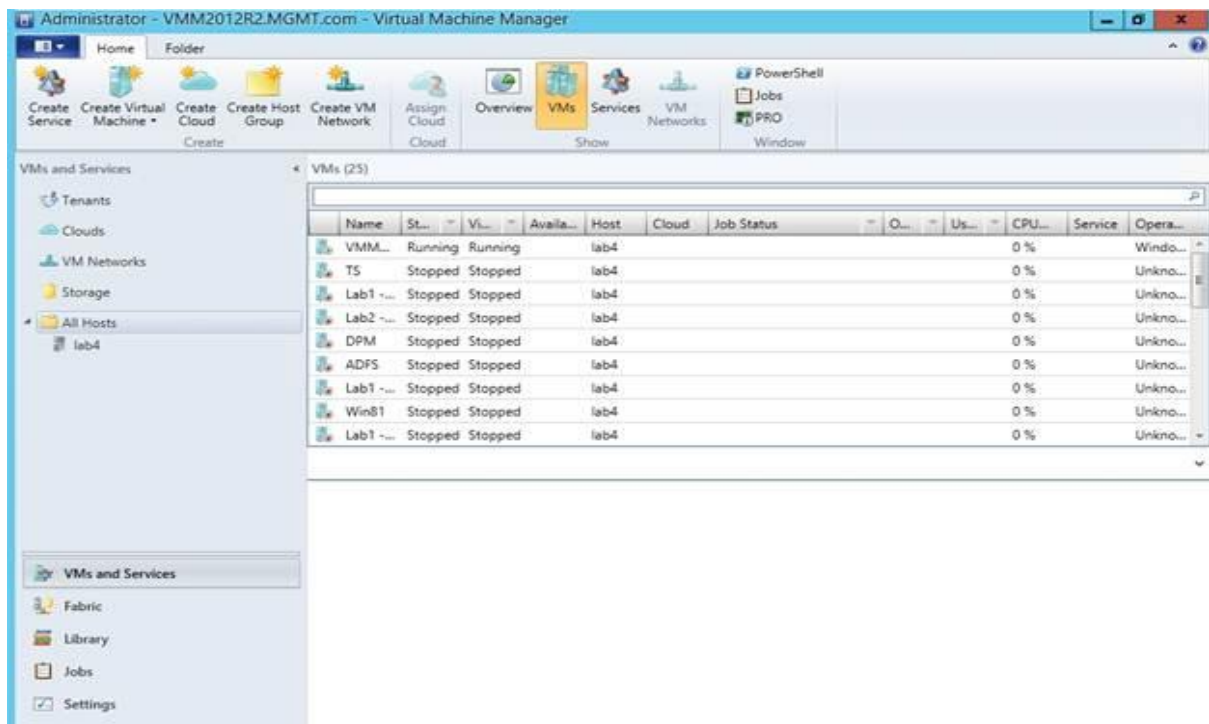 Administrator - VMM2012R2.MGMT.com - Virtual Machine Manager
Home Folder
Create Service
Create Virtual Machine
Create Cloud
Create Host Group
Create VM Network
Assign Cloud
Overview
VMs
Services
VM Networks
PowerShell
Jobs
PRO
Create Cloud Show Window
VMs and Services
Tenants
Clouds
VM Networks
Storage
All Hosts
lab4
VMs and Services
Fabric
Library
Jobs
Settings
VMs (25)
Name St... Vi... Availa... Host Cloud Job Status O... Us... CPU... Service Opera...
VMM... Running Running lab4 0 % Windo...
TS Stopped Stopped lab4 0 % Unkno...
Lab1 -... Stopped Stopped lab4 0 % Unkno...
Lab2 -... Stopped Stopped lab4 0 % Unkno...
DPM Stopped Stopped lab4 0 % Unkno...
ADFS Stopped Stopped lab4 0 % Unkno...
Lab1 -... Stopped Stopped lab4 0 % Unkno...
Win81 Stopped Stopped lab4 0 % Unkno...
Lab1 -... Stopped Stopped lab4 0 % Unkno...